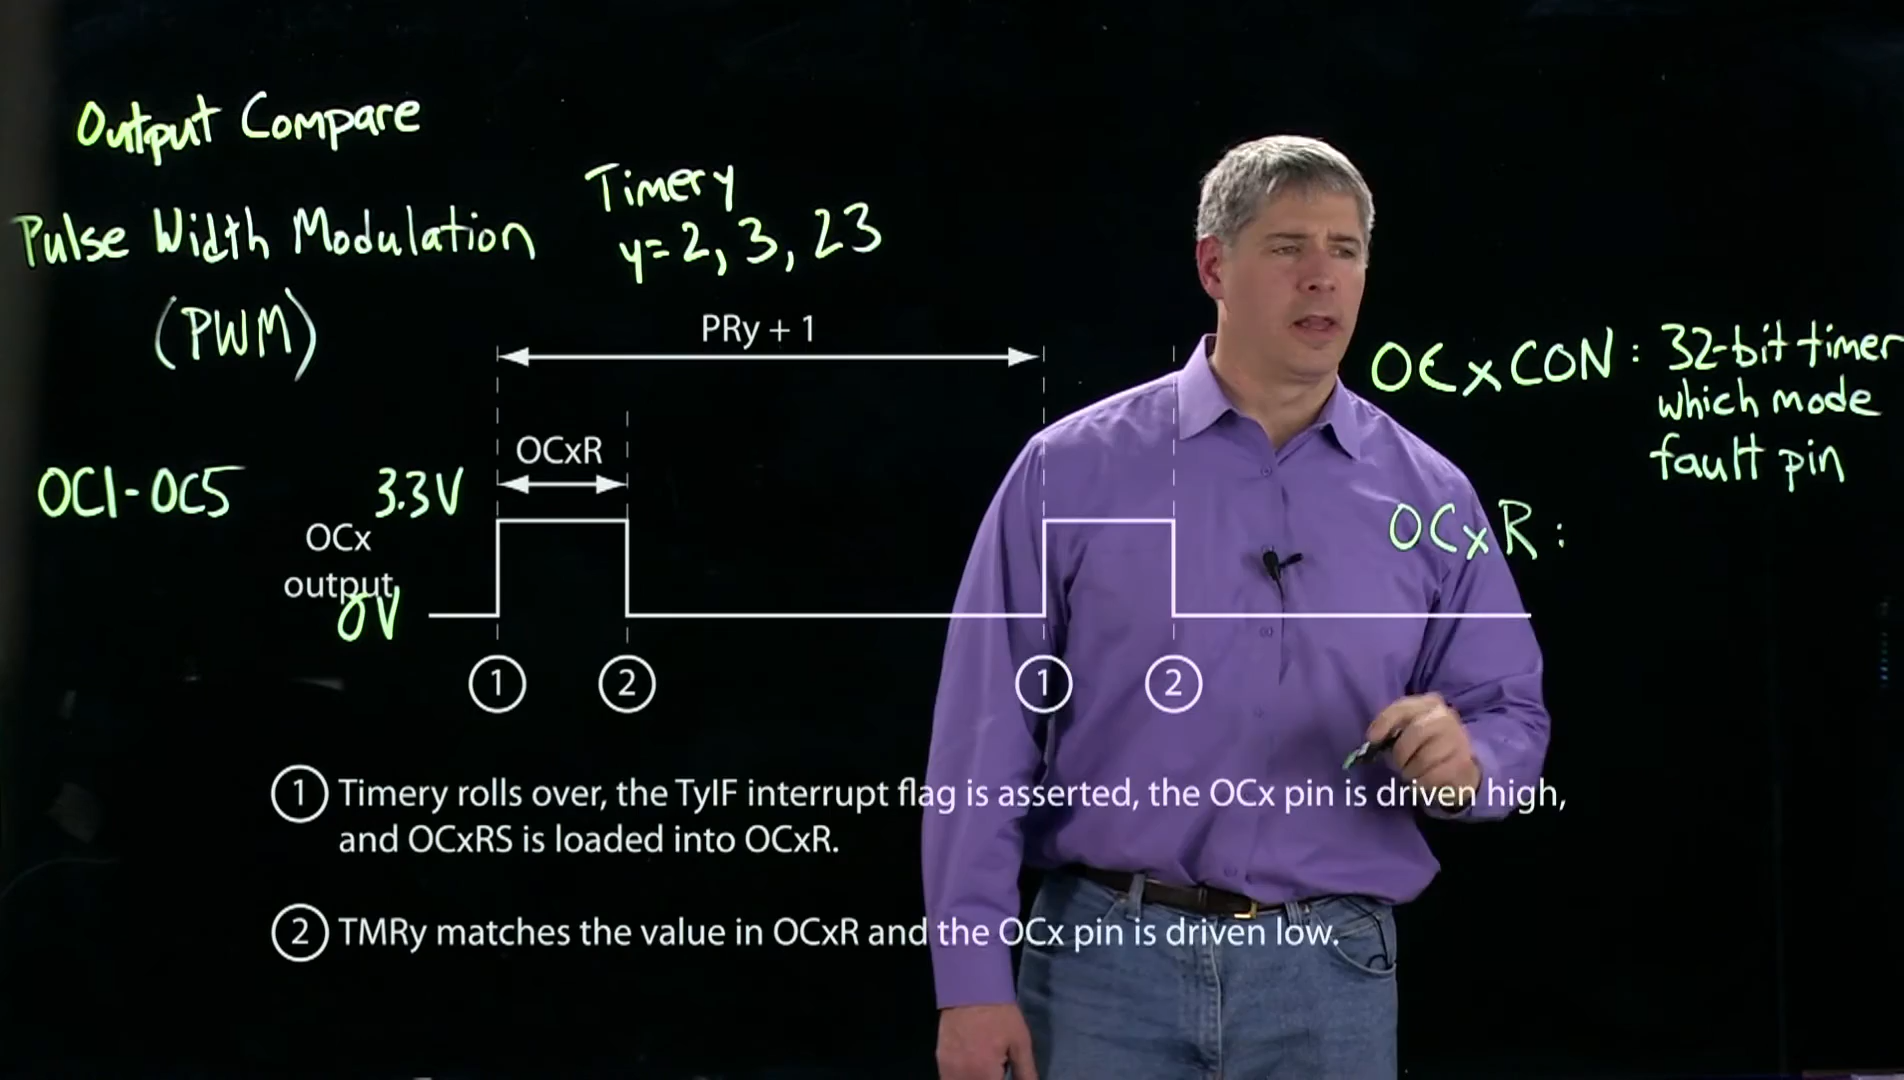 Output Compare
Pulse Width Modulation
(PWM)
Timery
y=2, 3, 23
PRy + 1
OCxR
OC1-OC5
3.3V
OCx
output
0V
1
2
1
2
OCxCON: 32-bit timer
which mode
fault pin
OCxR:
1 Timery rolls over, the TyIF interrupt flag is asserted, the OCx pin is driven high,
and OCxRS is loaded into OCxR.
2 TMRy matches the value in OCxR and the OCx pin is driven low.